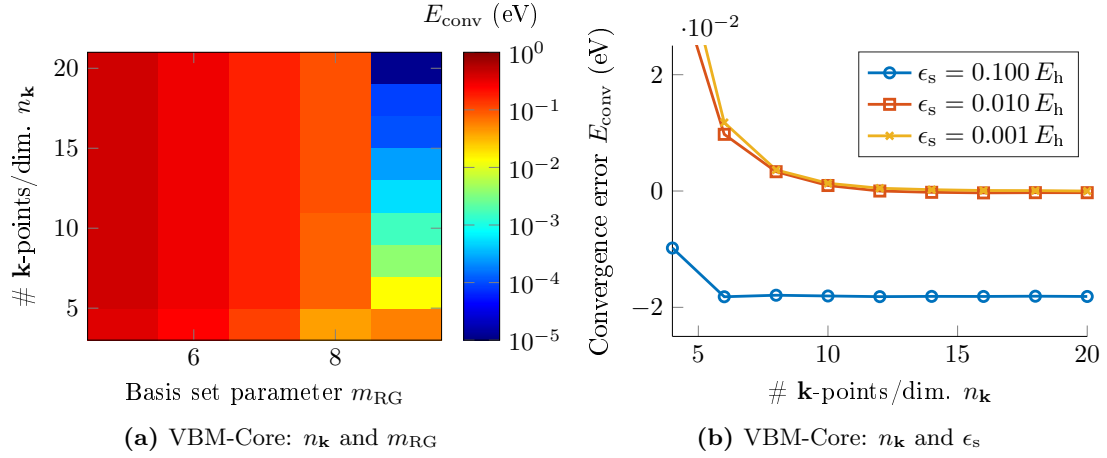 E_conv (eV)
20
15
10
5
# k-points/dim. n_k
6
8
Basis set parameter m_RG
10^0
10^−1
10^−2
10^−3
10^−4
10^−5
(a) VBM-Core: n_k and m_RG
·10^−2
2
0
−2
Convergence error E_conv (eV)
ϵ_s = 0.100 E_h
ϵ_s = 0.010 E_h
ϵ_s = 0.001 E_h
5
10
15
20
# k-points/dim. n_k
(b) VBM-Core: n_k and ϵ_s